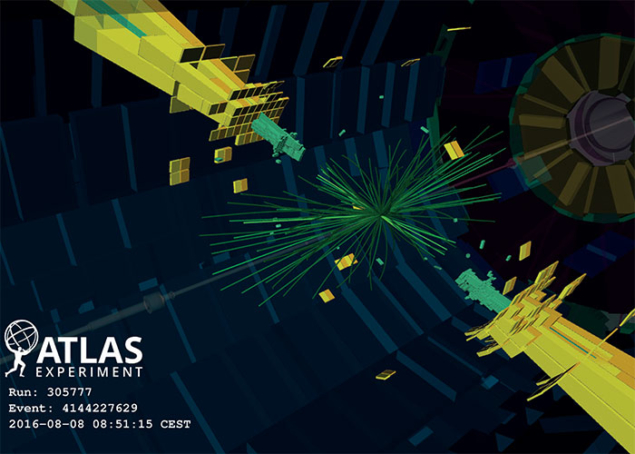 ATLAS
EXPERIMENT
Run: 305777
Event: 4144227629
2016-08-08 08:51:15 CEST